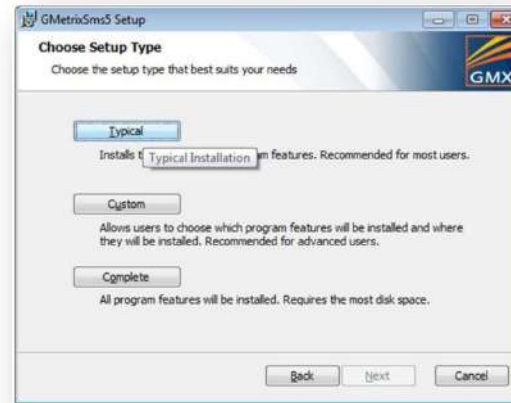 GMetrixSms5 Setup
Choose Setup Type
Choose the setup type that best suits your needs
GMX
Typical
Installs t
Typical Installation
m features. Recommended for most users.
Custom
Allows users to choose which program features will be installed and where
they will be installed. Recommended for advanced users.
Complete
All program features will be installed. Requires the most disk space.
Back
Next
Cancel